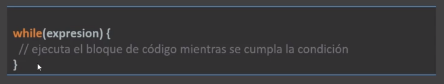 while(expresion) {
// ejecuta el bloque de código mientras se cumpla la condición
}